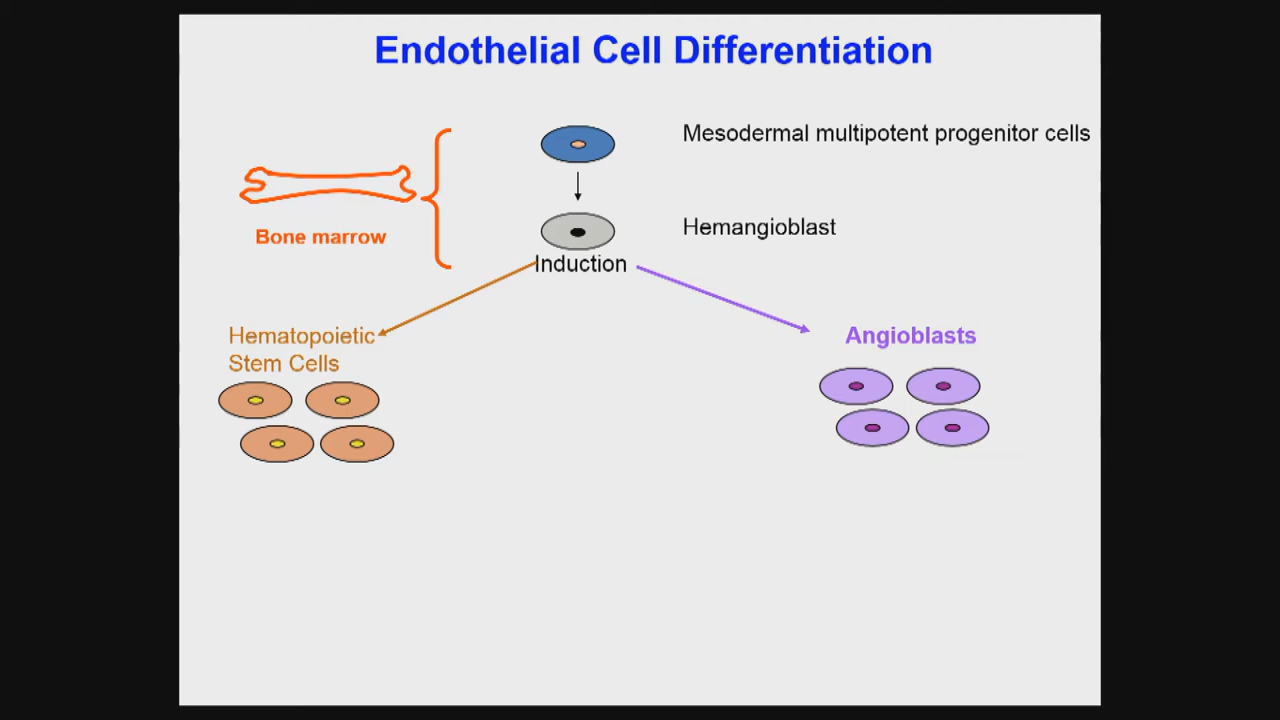 Endothelial Cell Differentiation
Mesodermal multipotent progenitor cells
Bone marrow
Hemangioblast
Induction
Hematopoietic
Stem Cells
Angioblasts